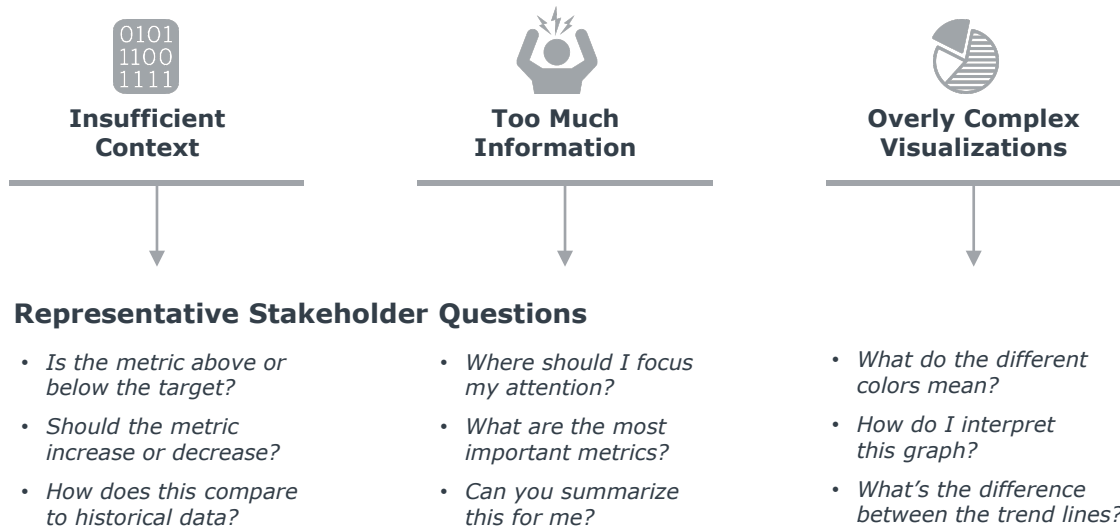 0101
1100
1111
Insufficient
Context
Too Much
Information
Overly Complex
Visualizations
Representative Stakeholder Questions
• Is the metric above or
below the target?
• Should the metric
increase or decrease?
• How does this compare
to historical data?
• Where should I focus
my attention?
• What are the most
important metrics?
• Can you summarize
this for me?
• What do the different
colors mean?
• How do I interpret
this graph?
• What’s the difference
between the trend lines?